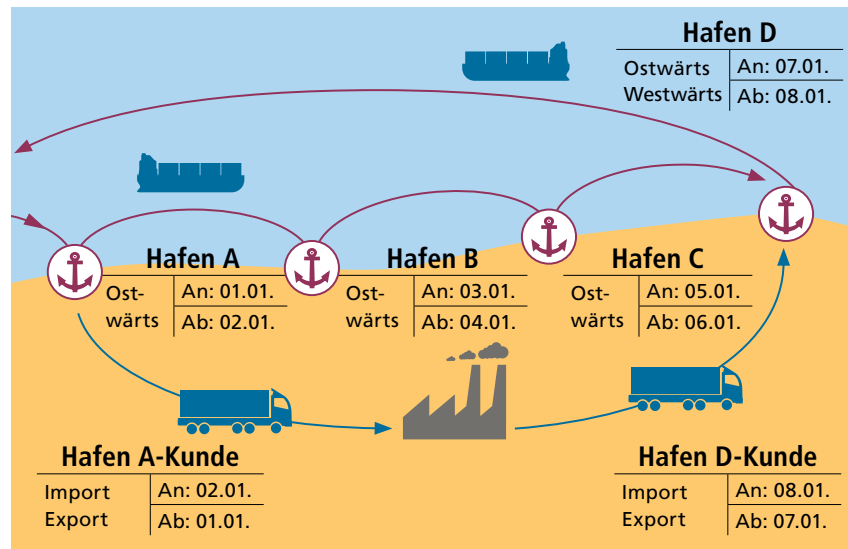 Hafen D
Ostwärts An: 07.01.
Westwärts Ab: 08.01.
Hafen A
Ost- An: 01.01.
wärts Ab: 02.01.
Hafen B
Ost- An: 03.01.
wärts Ab: 04.01.
Hafen C
Ost- An: 05.01.
wärts Ab: 06.01.
Hafen A-Kunde
Import An: 02.01.
Export Ab: 01.01.
Hafen D-Kunde
Import An: 08.01.
Export Ab: 07.01.